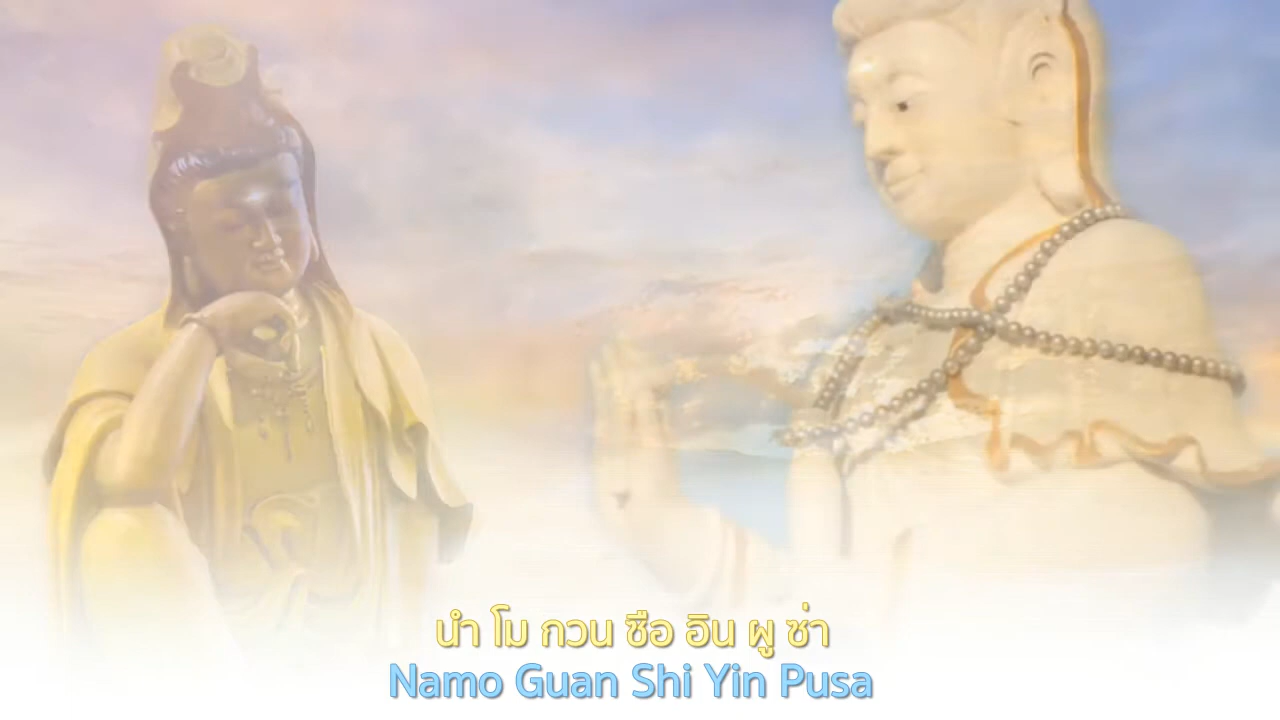 นำ โม กวน ซือ อิน ผู ซ่า
Namo Guan Shi Yin Pusa